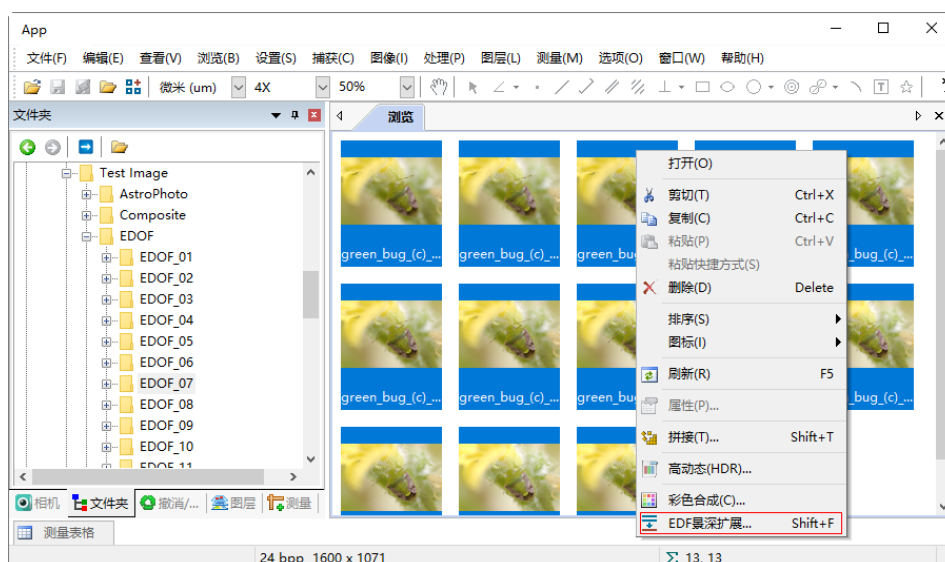 App
文件(F) 编辑(E) 查看(V) 浏览(B) 设置(S) 捕获(C) 图像(I) 处理(P) 图层(L) 测量(M) 选项(O) 窗口(W) 帮助(H)
微米 (um) 4X 50%
文件夹
浏览
Test Image
AstroPhoto
Composite
EDOF
EDOF_01
EDOF_02
EDOF_03
EDOF_04
EDOF_05
EDOF_06
EDOF_07
EDOF_08
EDOF_09
EDOF_10
EDOF_11
green_bug_(c)_... green_bug_(c)_... green_bu _bug_(c)_...
green_bug_(c)_... green_bug_(c)_... green_bu _bug_(c)_...
打开(O)
剪切(T) Ctrl+X
复制(C) Ctrl+C
粘贴(P) Ctrl+V
粘贴快捷方式(S)
删除(D) Delete
排序(S)
图标(I)
刷新(R) F5
属性(P)...
拼接(T)... Shift+T
高动态(HDR)...
彩色合成(C)...
EDF景深扩展... Shift+F
相机 文件夹 撤消/... 图层 测量
测量表格
24 bpp, 1600 x 1071 Σ 13, 13